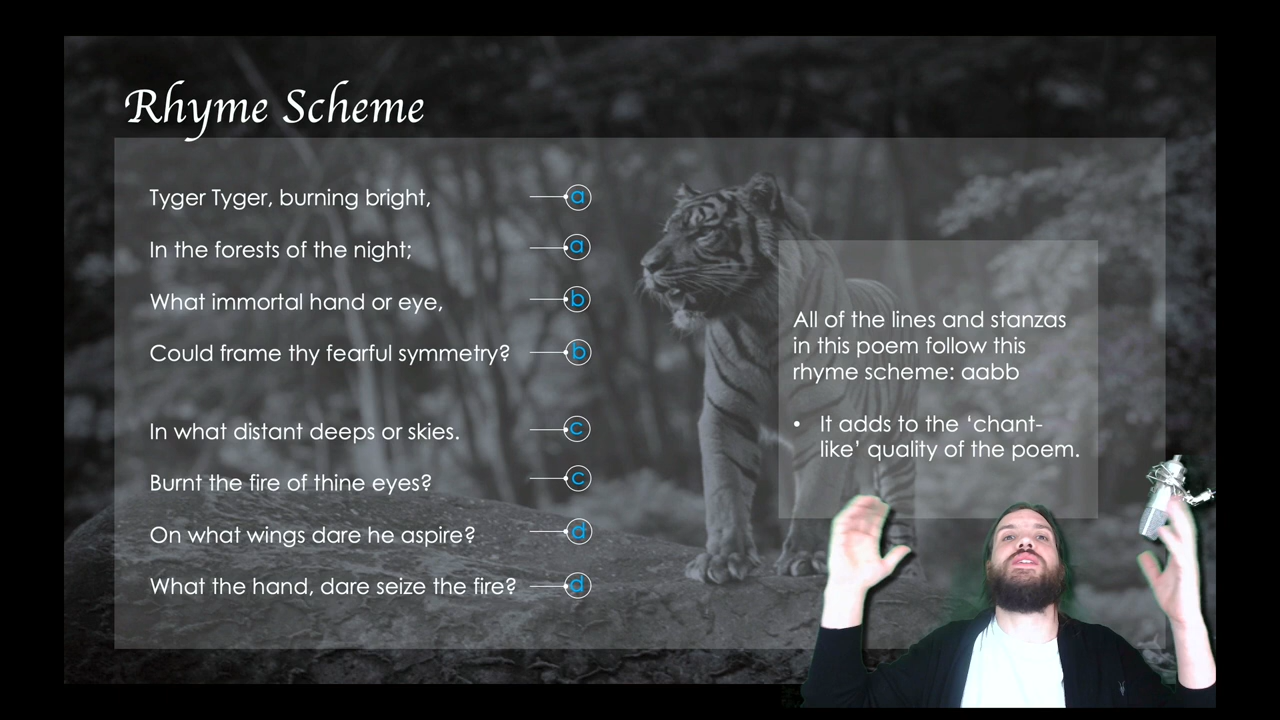 Rhyme Scheme
Tyger Tyger, burning bright,
a
In the forests of the night;
a
What immortal hand or eye,
b
Could frame thy fearful symmetry?
b
In what distant deeps or skies.
c
Burnt the fire of thine eyes?
c
On what wings dare he aspire?
d
What the hand, dare seize the fire?
d
All of the lines and stanzas
in this poem follow this
rhyme scheme: aabb
• It adds to the ‘chant-
like’ quality of the poem.